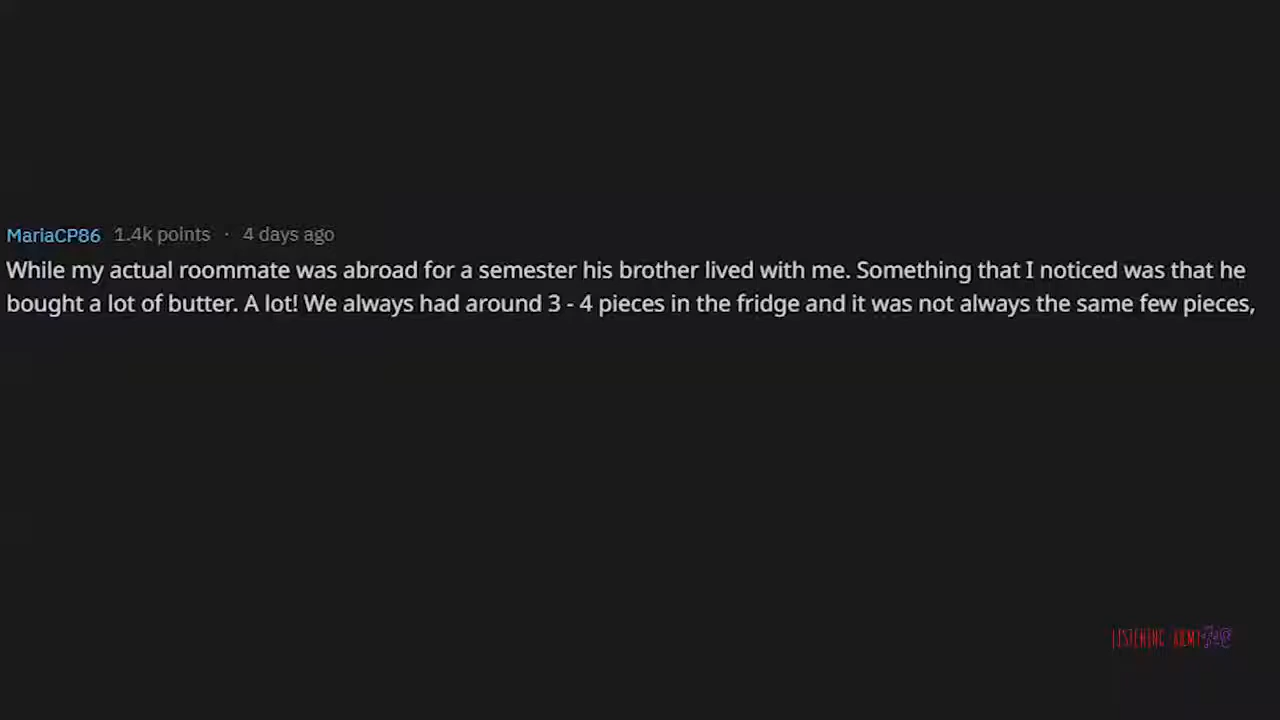 MariaCP86 1.4k points · 4 days ago
While my actual roommate was abroad for a semester his brother lived with me. Something that I noticed was that he
bought a lot of butter. A lot! We always had around 3 - 4 pieces in the fridge and it was not always the same few pieces,
LISTENING ARMY